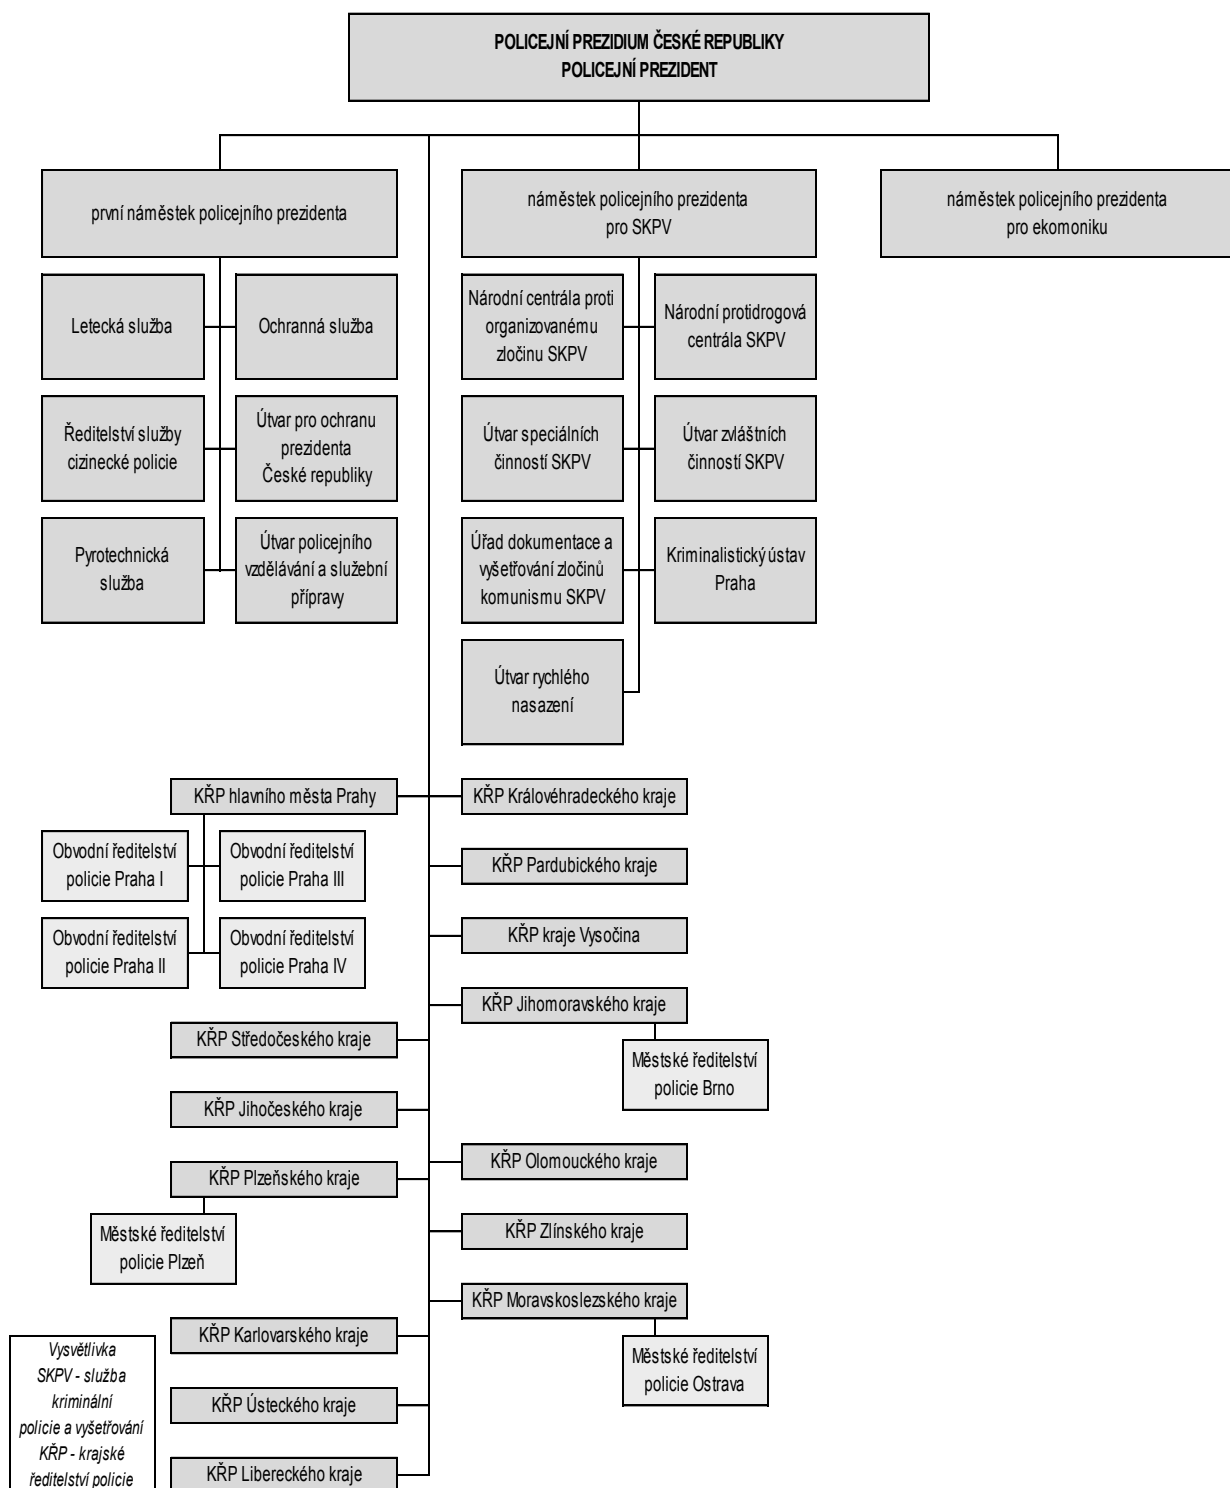 POLICEJNÍ PREZIDIUM ČESKÉ REPUBLIKY
POLICEJNÍ PREZIDENT
první náměstek policejního prezidenta
náměstek policejního prezidenta
pro SKPV
náměstek policejního prezidenta
pro ekomoniku
Letecká služba
Ochranná služba
Národní centrála proti
organizovanému
zločinu SKPV
Národní protidrogová
centrála SKPV
Ředitelství služby
cizinecké policie
Útvar pro ochranu
prezidenta
České republiky
Útvar speciálních
činností SKPV
Útvar zvláštních
činností SKPV
Pyrotechnická
služba
Útvar policejního
vzdělávání a služební
přípravy
Úřad dokumentace a
vyšetřování zločinů
komunismu SKPV
Kriminalistický ústav
Praha
Útvar rychlého
nasazení
KŘP hlavního města Prahy
KŘP Královéhradeckého kraje
Obvodní ředitelství
policie Praha I
Obvodní ředitelství
policie Praha III
KŘP Pardubického kraje
Obvodní ředitelství
policie Praha II
Obvodní ředitelství
policie Praha IV
KŘP kraje Vysočina
KŘP Jihomoravského kraje
KŘP Středočeského kraje
Městské ředitelství
policie Brno
KŘP Jihočeského kraje
KŘP Olomouckého kraje
KŘP Plzeňského kraje
Městské ředitelství
policie Plzeň
KŘP Zlínského kraje
KŘP Moravskoslezského kraje
KŘP Karlovarského kraje
Městské ředitelství
policie Ostrava
KŘP Ústeckého kraje
KŘP Libereckého kraje
Vysvětlivka
SKPV - služba
kriminální
policie a vyšetřování
KŘP - krajské
ředitelství policie